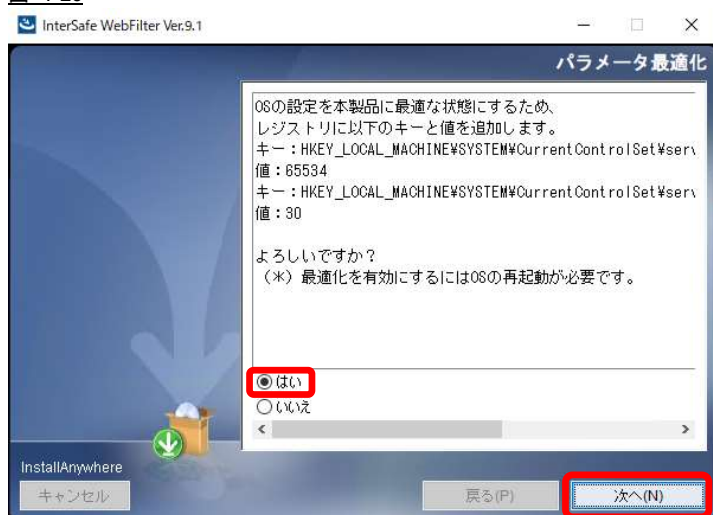 InterSafe WebFilter Ver.9.1
パラメータ最適化
OSの設定を本製品に最適な状態にするため、
レジストリに以下のキーと値を追加します。
キー：HKEY_LOCAL_MACHINE¥SYSTEM¥CurrentControlSet¥serv
値：65534
キー：HKEY_LOCAL_MACHINE¥SYSTEM¥CurrentControlSet¥serv
値：30
よろしいですか？
（＊）最適化を有効にするにはOSの再起動が必要です。
はい
いいえ
InstallAnywhere
キャンセル
戻る(P)
次へ(N)